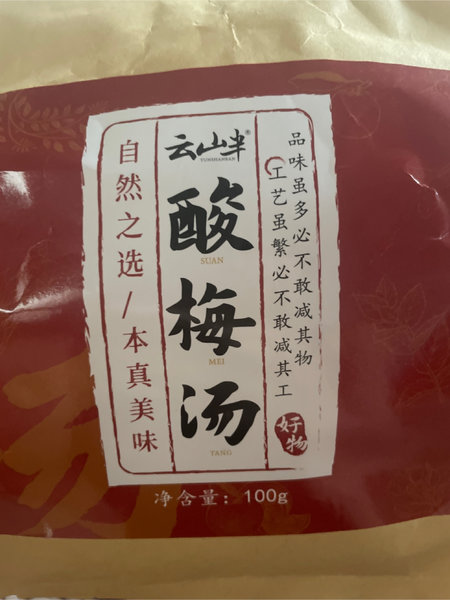 云山半®
YUNSHANBAN
品味虽多必不敢减其物
工艺虽繁必不敢减其工
好物
酸
SUAN
梅
MEI
汤
TANG
自然之选/本真美味
净含量：100g